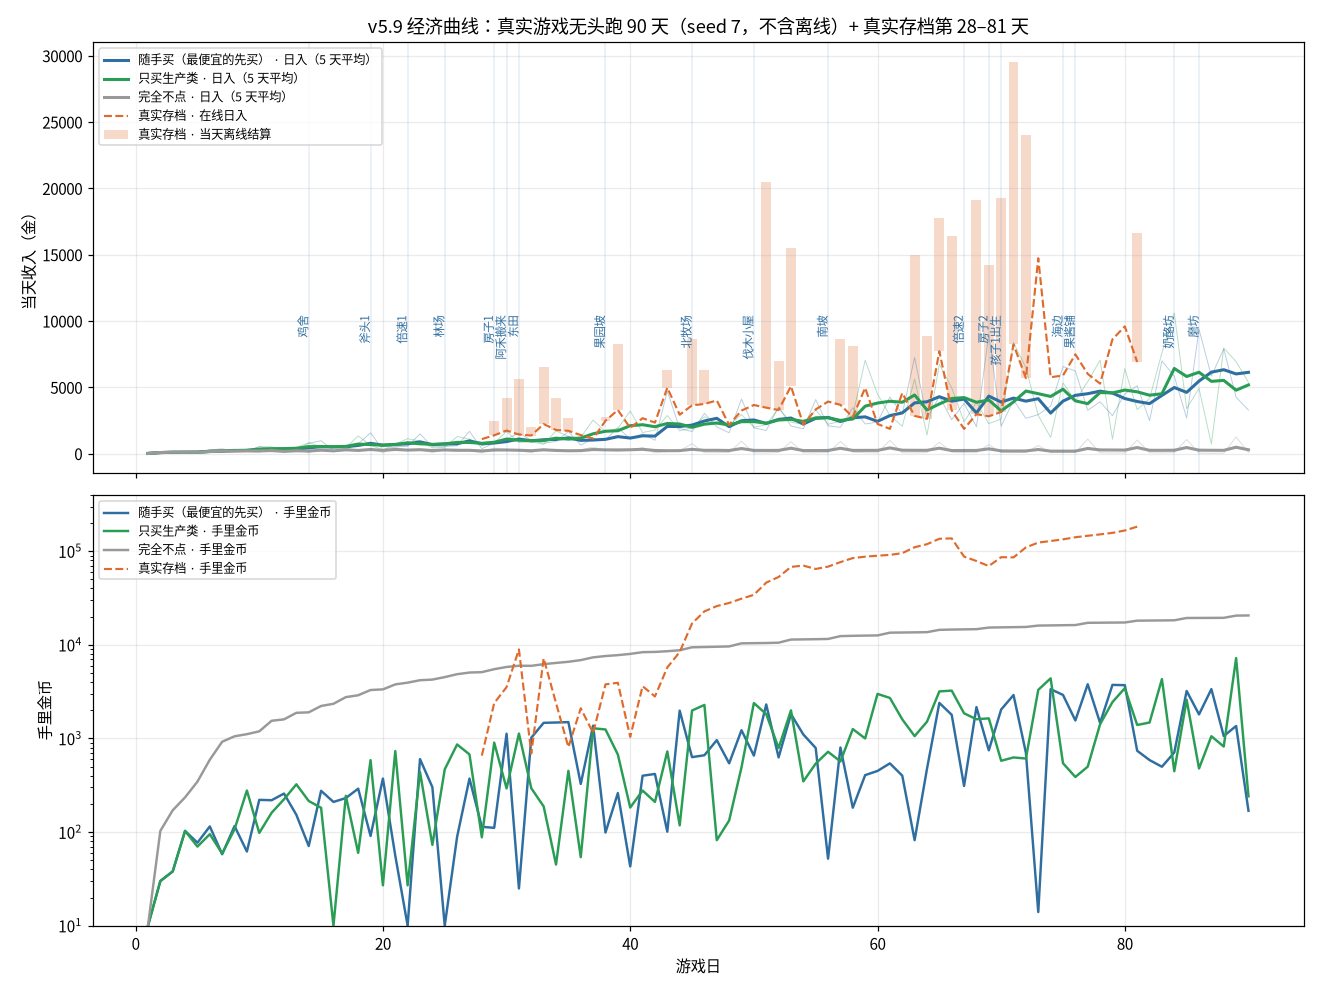 v5.9 经济曲线：真实游戏无头跑 90 天（seed 7，不含离线）+ 真实存档第 28–81 天
随手买（最便宜的先买）· 日入（5 天平均）
只买生产类 · 日入（5 天平均）
完全不点 · 日入（5 天平均）
真实存档 · 在线日入
真实存档 · 当天离线结算
当天收入（金）
30000
25000
20000
15000
10000
5000
0
鸡舍
斧头1
倍速1
林场
房子1
阿禾搬来
东田
果园坡
北牧场
伐木小屋
南坡
倍速2
房子2
孩子1出生
海边
果酱铺
奶酪坊
磨坊
随手买（最便宜的先买）· 手里金币
只买生产类 · 手里金币
完全不点 · 手里金币
真实存档 · 手里金币
手里金币
10⁵
10⁴
10³
10²
10¹
0
20
40
60
80
游戏日